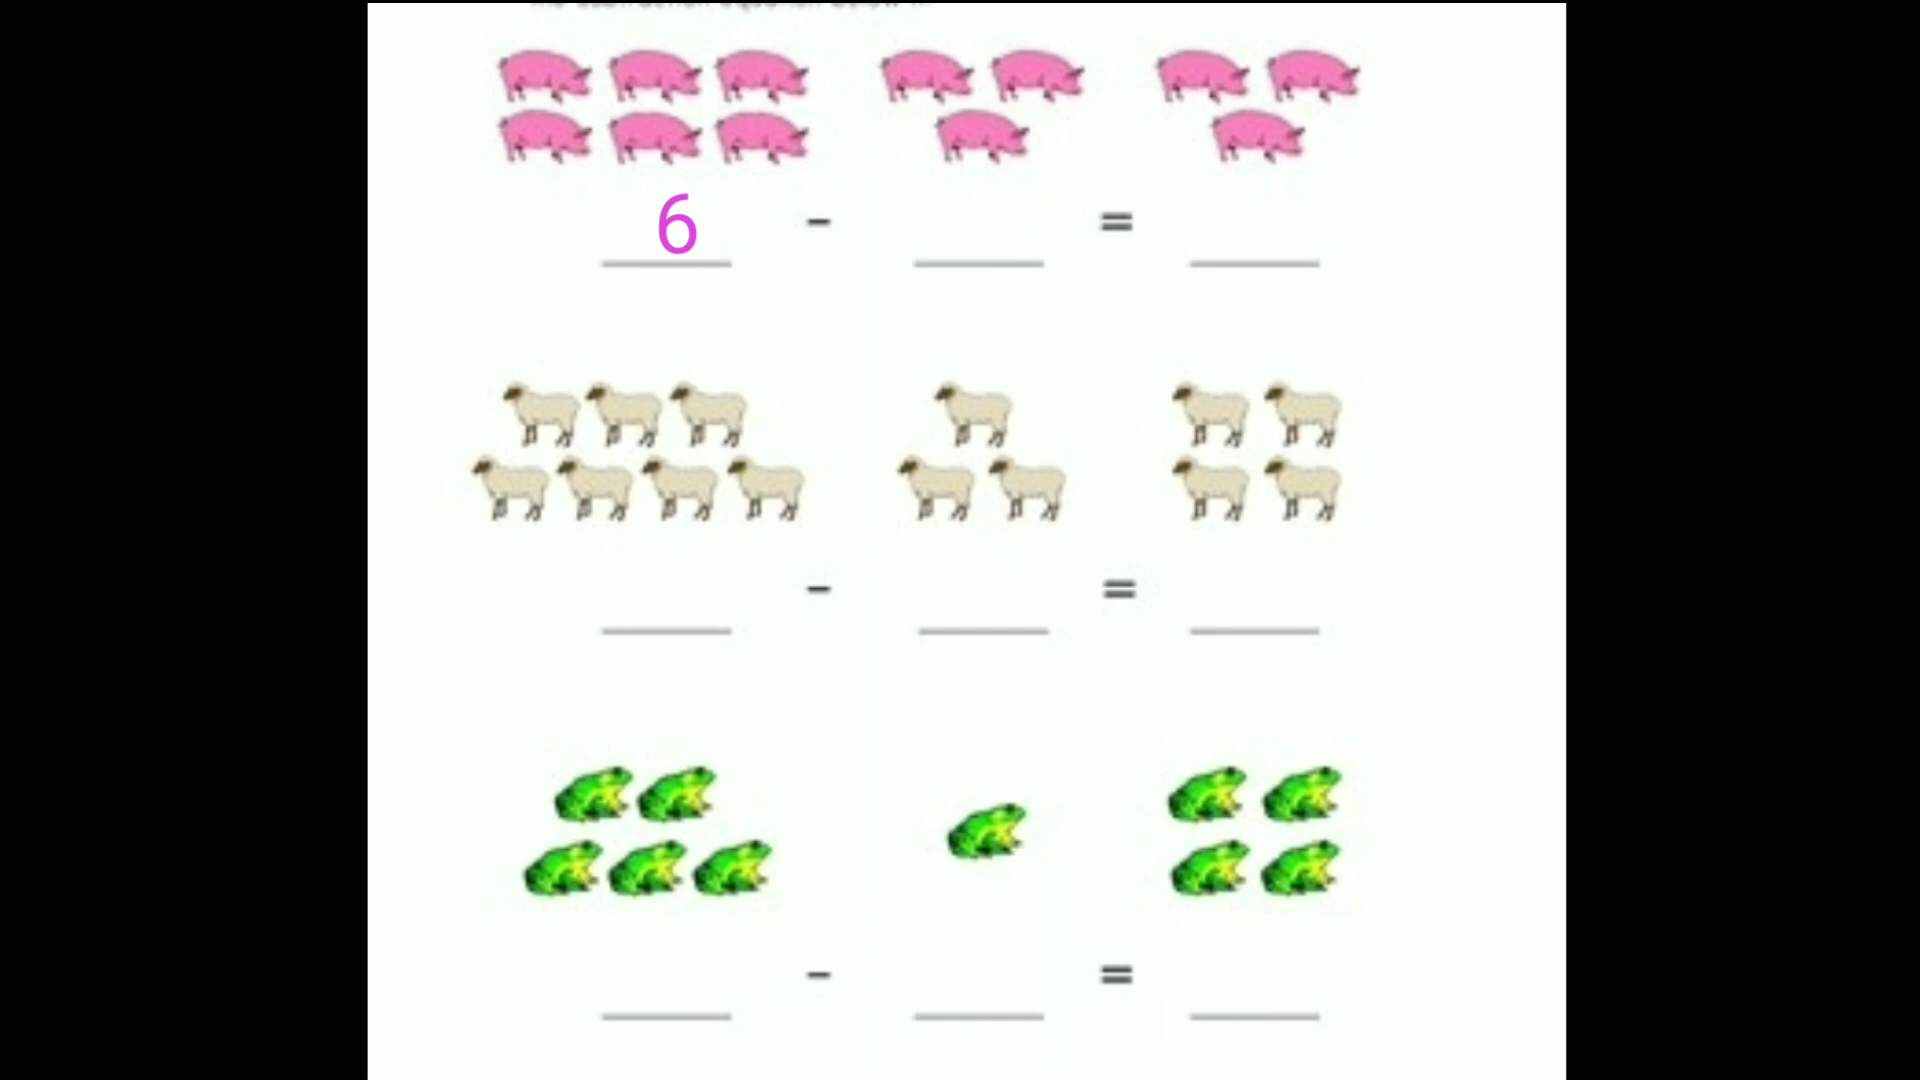 6 - =
- =
- =